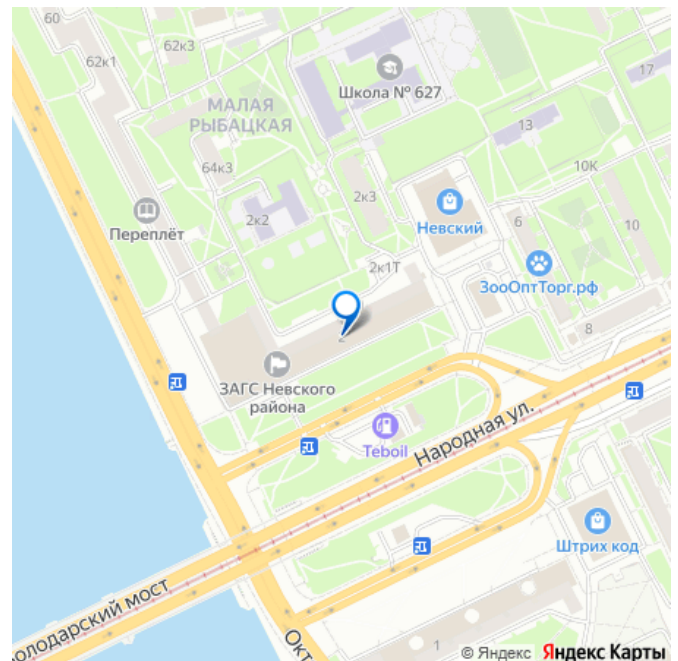 60
62к3
62к1
Школа № 627
17
МАЛАЯ
РЫБАЦКАЯ
13
64к3
10К
2к3
Переплёт
2к2
Невский
6
10
2к1Т
ЗооОптТорг.рф
8
2
ЗАГС Невского
района
Teboil
Народная ул.
Штрих код
олодарский мост
Окт
1
© Яндекс Яндекс Карты